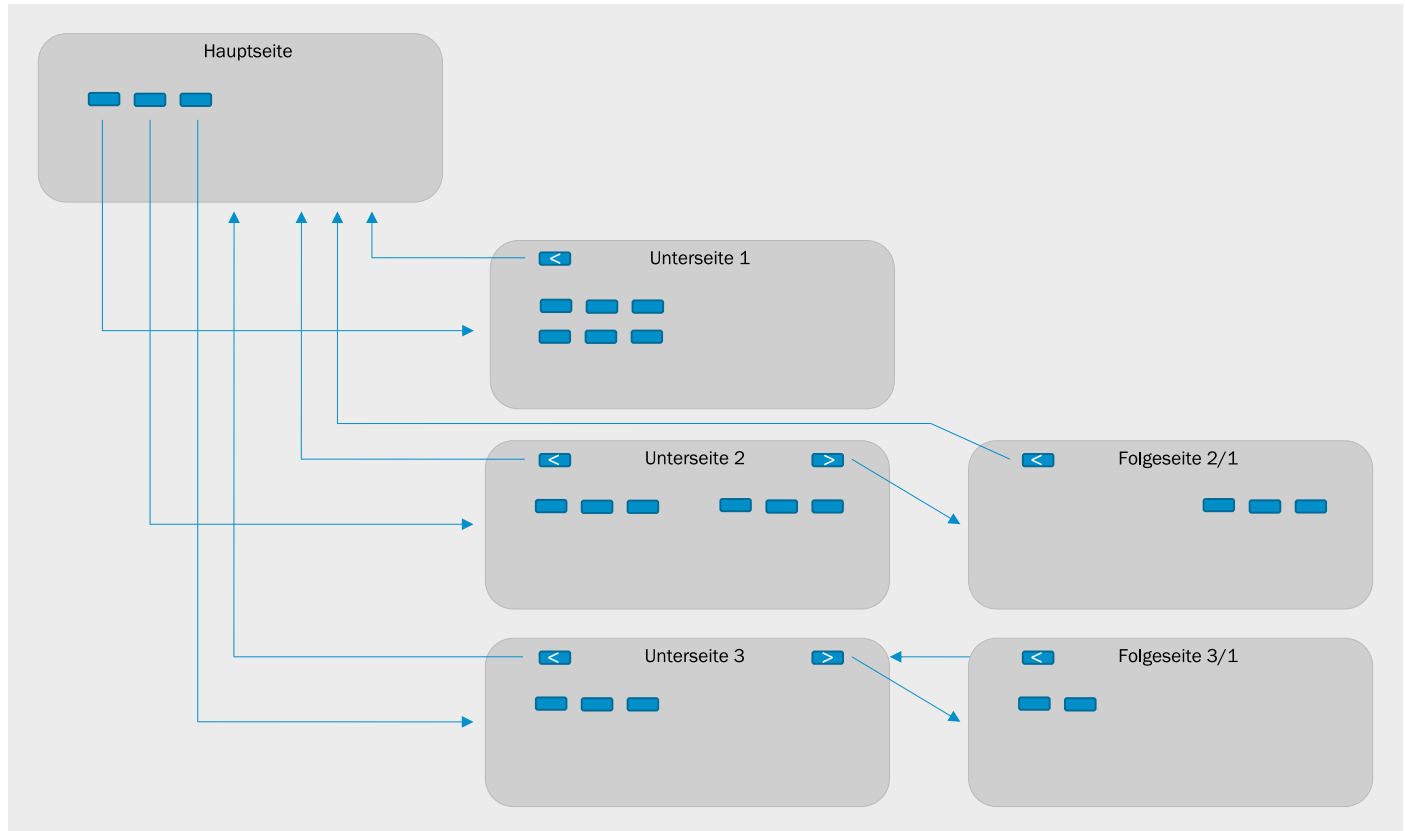 Hauptseite
< Unterseite 1
< Unterseite 2 >
< Folgeseite 2/1
< Unterseite 3 >
< Folgeseite 3/1